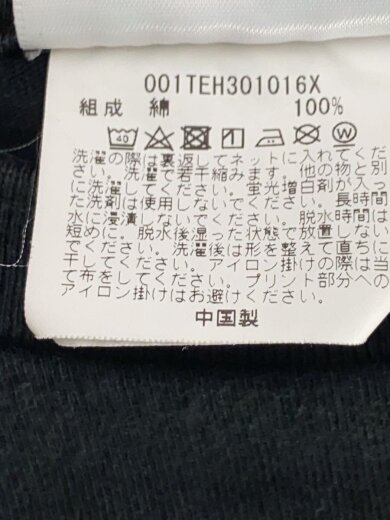 001TEH301016X
組成 綿 100%
40 W
洗濯の際は裏返してネットに入れてくだ
さい。洗濯で若干縮みます。他の物と別
に洗濯してください。蛍光増白剤が入っ
た洗剤は使用しないでください。長時間
水に浸漬しないでください。脱水時間は
短めに。脱水後湿った状態で放置しない
でください。洗濯後は形を整えて直ちに
干してください。アイロン掛けの際は当
て布をしてください。プリント部分への
アイロン掛けはお避けください。
中国製